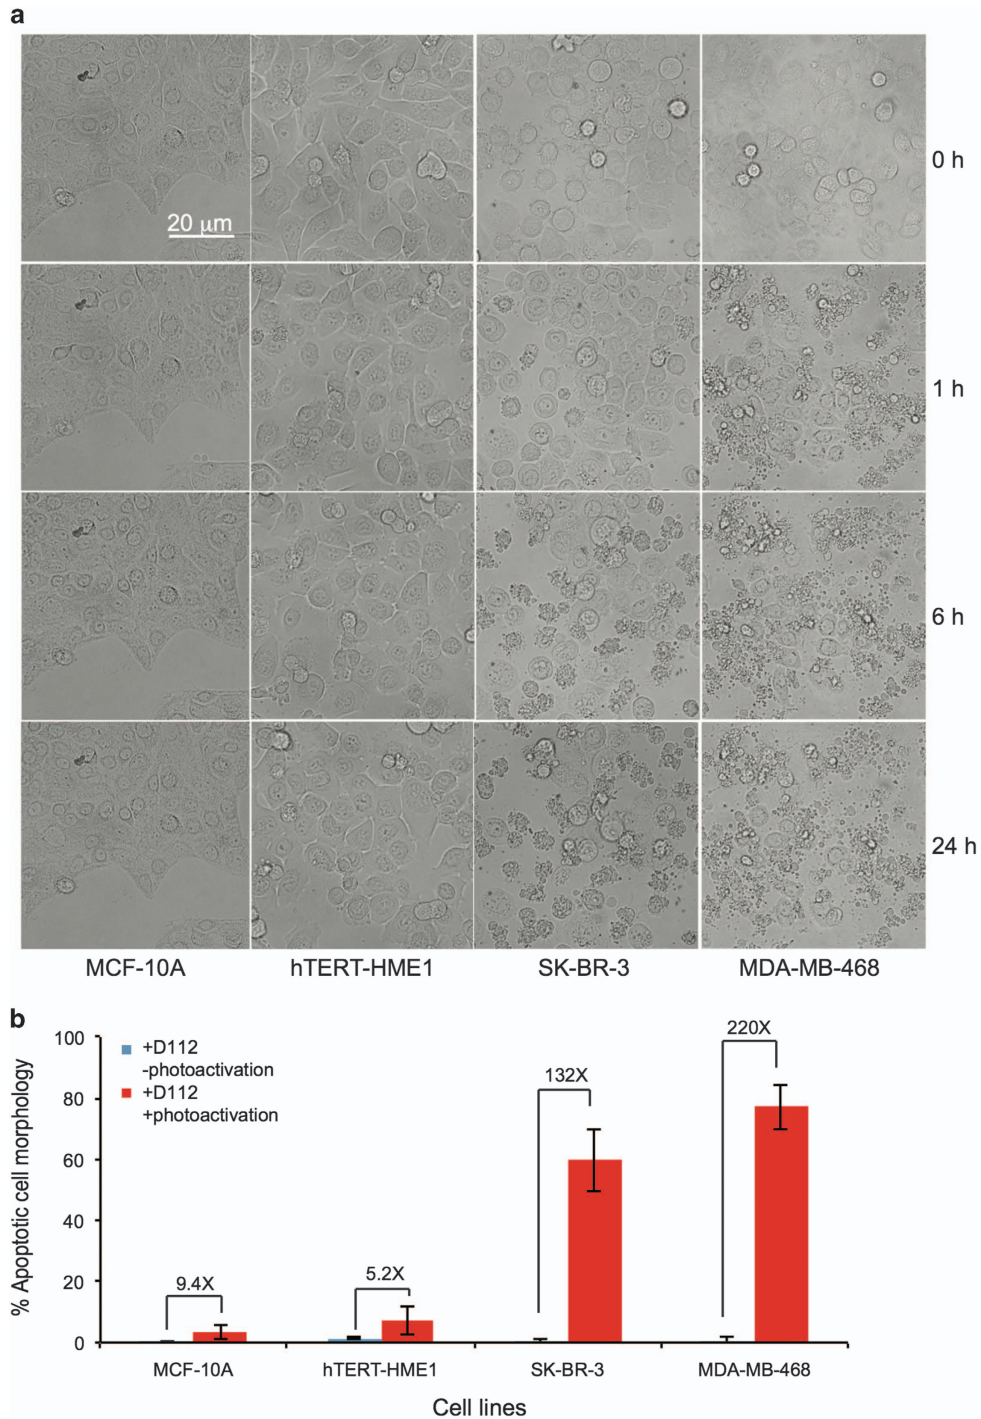 a
0 h
20 µm
1 h
6 h
24 h
MCF-10A hTERT-HME1 SK-BR-3 MDA-MB-468
b
% Apoptotic cell morphology
100
80
60
40
20
0
+D112
-photoactivation
+D112
+photoactivation
9.4X
5.2X
132X
220X
MCF-10A hTERT-HME1 SK-BR-3 MDA-MB-468
Cell lines